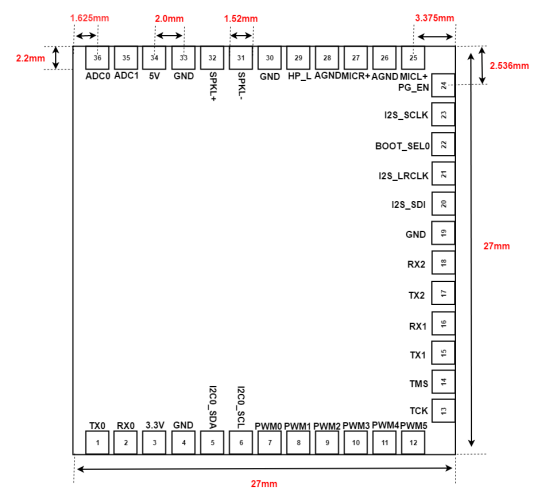 1.625mm 2.0mm 1.52mm 3.375mm
2.2mm 36 35 34 33 32 31 30 29 28 27 26 25
ADC0 ADC1 5V GND SPKL+ SPKL- GND HP_L AGND MICR+ AGND MICL+
2.536mm
PG_EN 24
I2S_SCLK 23
BOOT_SEL0 22
I2S_LRCLK 21
I2S_SDI 20
GND 19
27mm
RX2 18
TX2 17
RX1 16
TX1 15
TMS 14
TCK 13
TX0 RX0 3.3V GND I2C0_SDA I2C0_SCL PWM0 PWM1 PWM2 PWM3 PWM4 PWM5
1 2 3 4 5 6 7 8 9 10 11 12
27mm